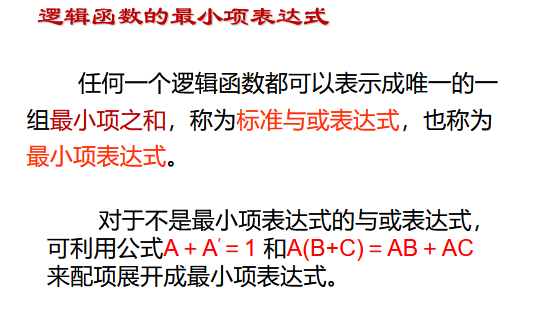 逻辑函数的最小项表达式
任何一个逻辑函数都可以表示成唯一的一
组最小项之和，称为标准与或表达式，也称为
最小项表达式。
对于不是最小项表达式的与或表达式，
可利用公式A + A′ = 1 和A(B+C) = AB + AC
来配项展开成最小项表达式。